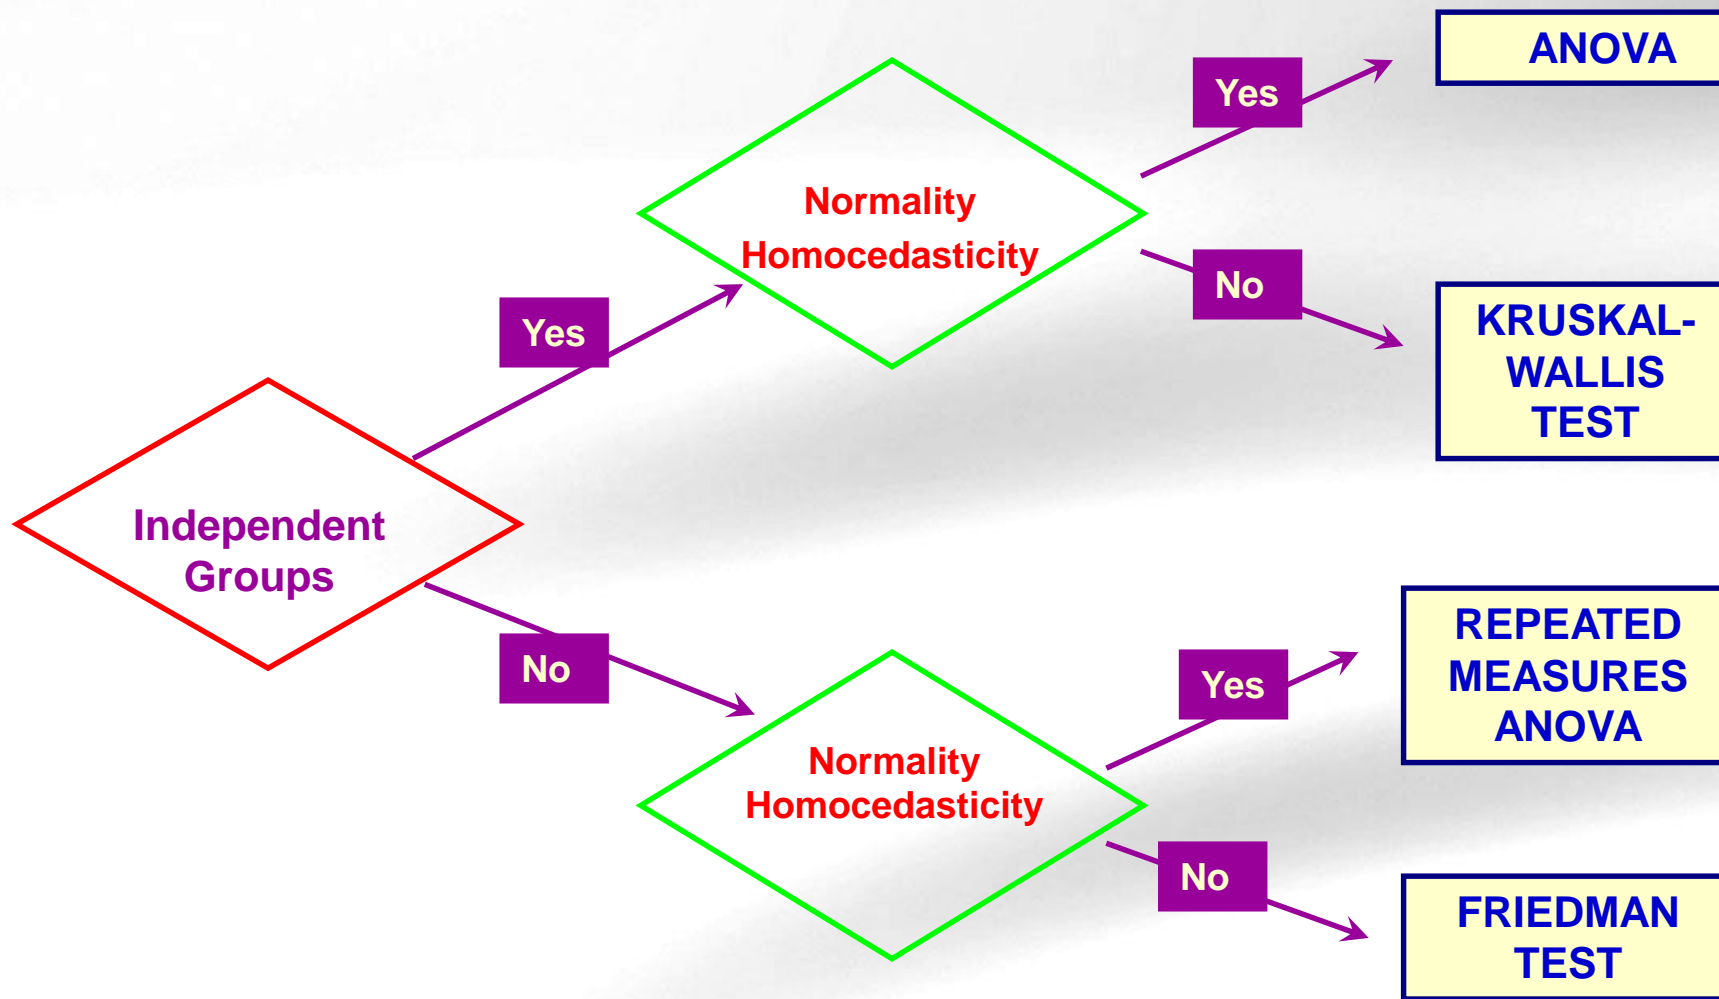 ANOVA
Yes
Normality
Homocedasticity
No
KRUSKAL-
WALLIS
TEST
Yes
Independent
Groups
No
Normality
Homocedasticity
Yes
REPEATED
MEASURES
ANOVA
No
FRIEDMAN
TEST